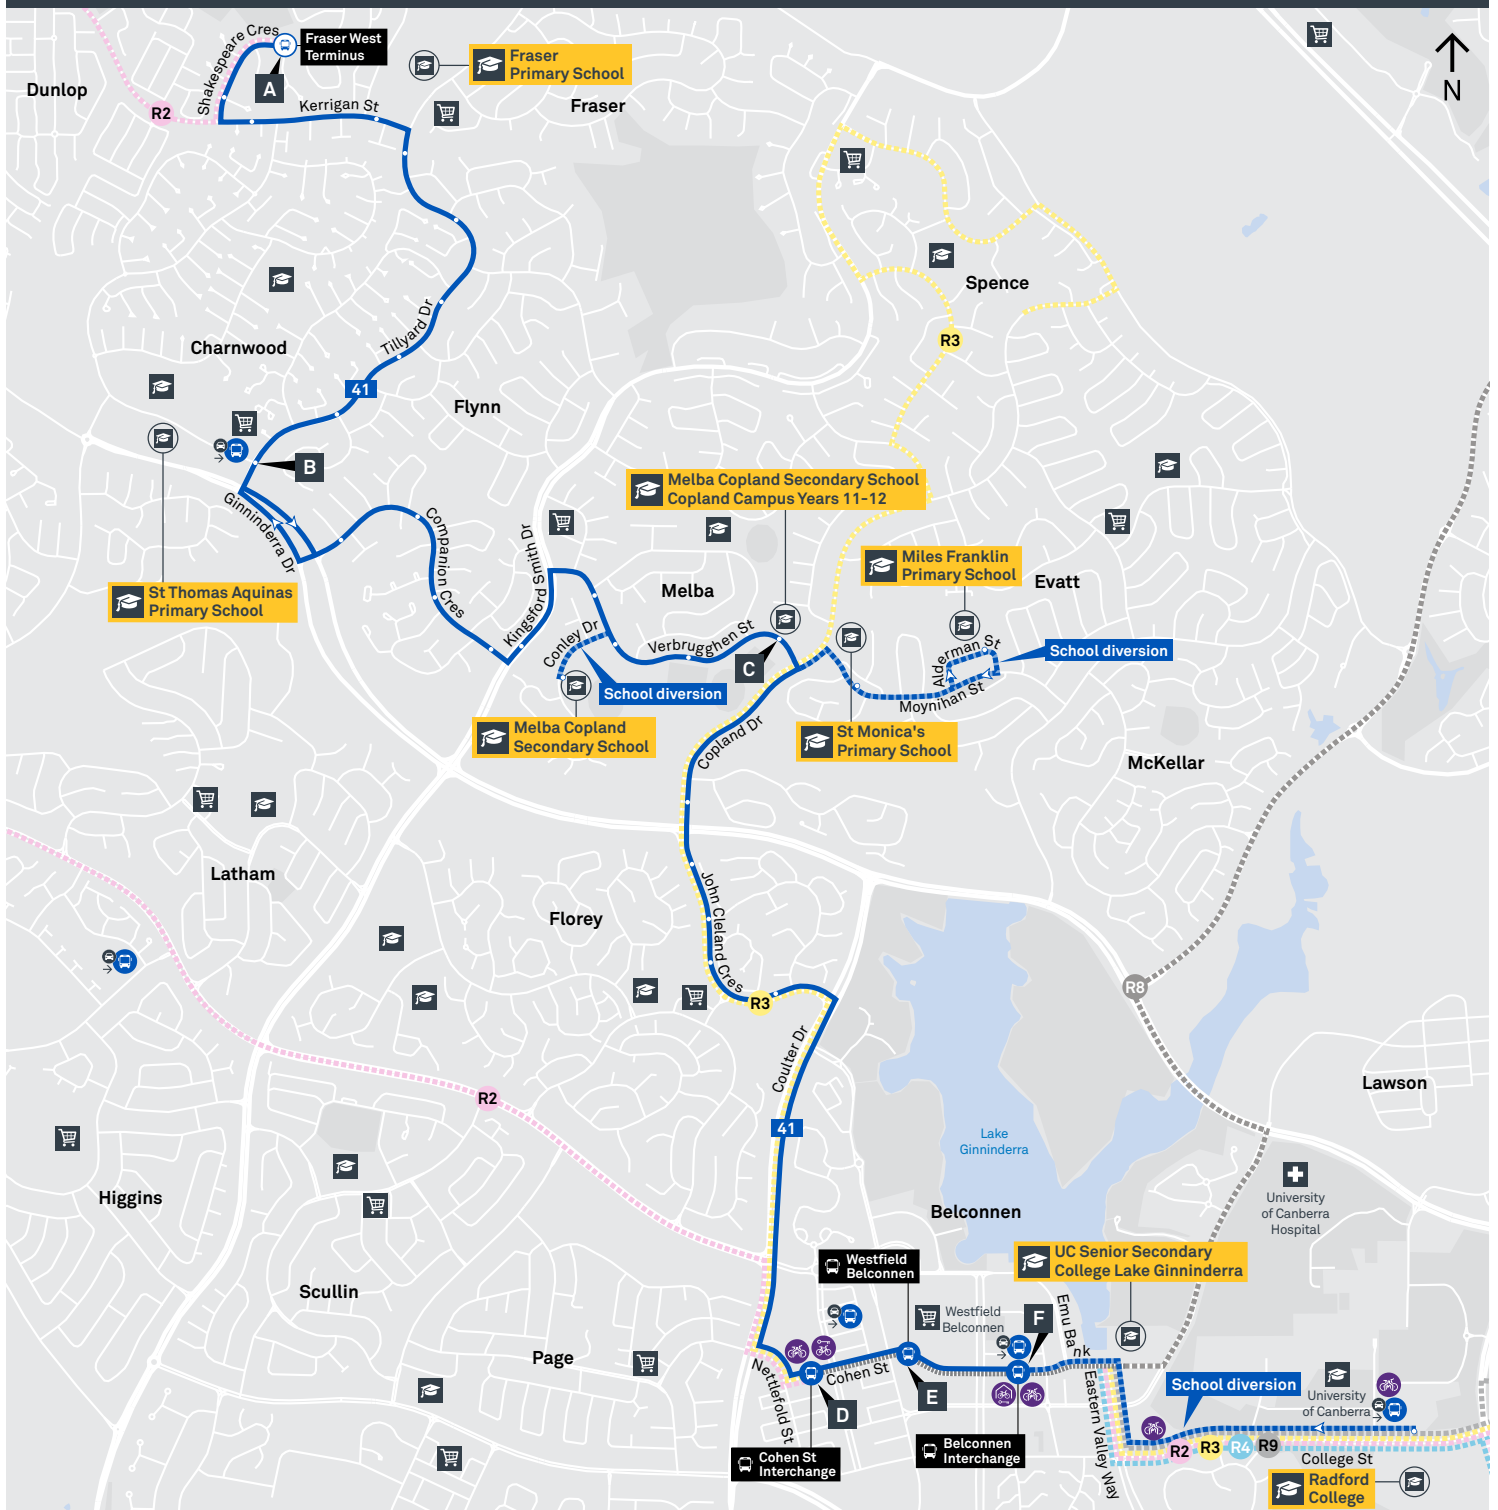 Shakespeare Cres
Fraser West
Terminus
A
Fraser
Primary School
Dunlop
R2
Kerrigan St
Fraser
N
Spence
Charnwood
Tillyard Dr
R3
41
Flynn
B
Ginninderra Dr
Companion Cres
Kingsford Smith Dr
Melba Copland Secondary School
Copland Campus Years 11-12
Miles Franklin
Primary School
Evatt
St Thomas Aquinas
Primary School
Melba
Conley Dr
Verbrugghen St
C
Alderman St
School diversion
School diversion
Moynihan St
Melba Copland
Secondary School
Copland Dr
St Monica's
Primary School
McKellar
Latham
John Cleland Cres
Florey
R3
R8
Coulter Dr
Lawson
R2
41
Lake
Ginninderra
Higgins
University
of Canberra
Hospital
Belconnen
Westfield
Belconnen
UC Senior Secondary
College Lake Ginninderra
Scullin
Westfield
Belconnen
F
Emu Bank
Page
Nettlefold St
Cohen St
E
D
School diversion
University
of Canberra
Eastern Valley Way
Cohen St
Interchange
Belconnen
Interchange
R2
R3
R4
R9
College St
Radford
College